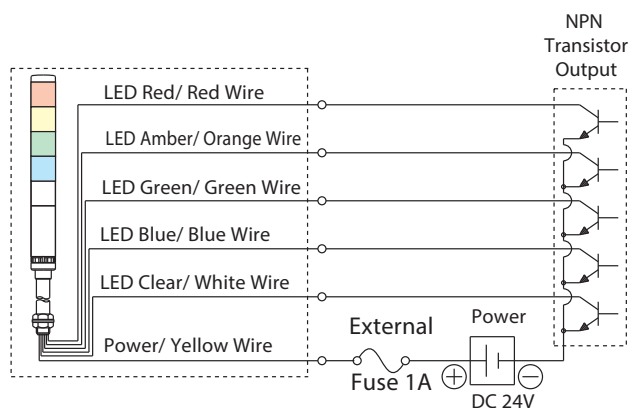 NPN
Transistor
Output
LED Red/ Red Wire
LED Amber/ Orange Wire
LED Green/ Green Wire
LED Blue/ Blue Wire
LED Clear/ White Wire
Power/ Yellow Wire
External
Fuse 1A
Power
+
−
DC 24V